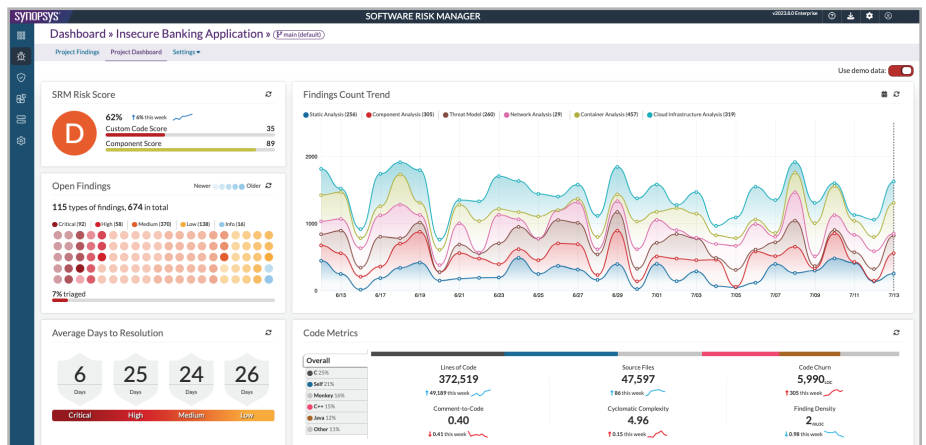 SYNOPSYS®
SOFTWARE RISK MANAGER
v2023.8.0 Enterprise
Dashboard » Insecure Banking Application » main (default)
Project Findings Project Dashboard Settings
Use demo data:
SRM Risk Score
D
62% 6% this week
Custom Code Score 35
Component Score 89
Open Findings
Newer Older
115 types of findings, 674 in total
Critical (92) High (58) Medium (370) Low (138) Info (16)
7% triaged
Findings Count Trend
Static Analysis (256) Component Analysis (305) Threat Model (260) Network Analysis (29) Container Analysis (457) Cloud Infrastructure Analysis (319)
2000
1000
0
6/15 6/17 6/19 6/21 6/23 6/25 6/27 6/29 7/01 7/03 7/05 7/07 7/09 7/11 7/13
Average Days to Resolution
6 25 24 26
Days Days Days Days
Critical High Medium Low
Code Metrics
Overall
C 25%
Self 21%
Monkey 16%
C++ 15%
Java 12%
Other 11%
Lines of Code Source Files Code Churn
372,519 47,597 5,990 LOC
49,189 this week 86 this week 305 this week
Comment-to-Code Cyclomatic Complexity Finding Density
0.40 4.96 2 /kLOC
0.41 this week 0.15 this week 0.98 this week